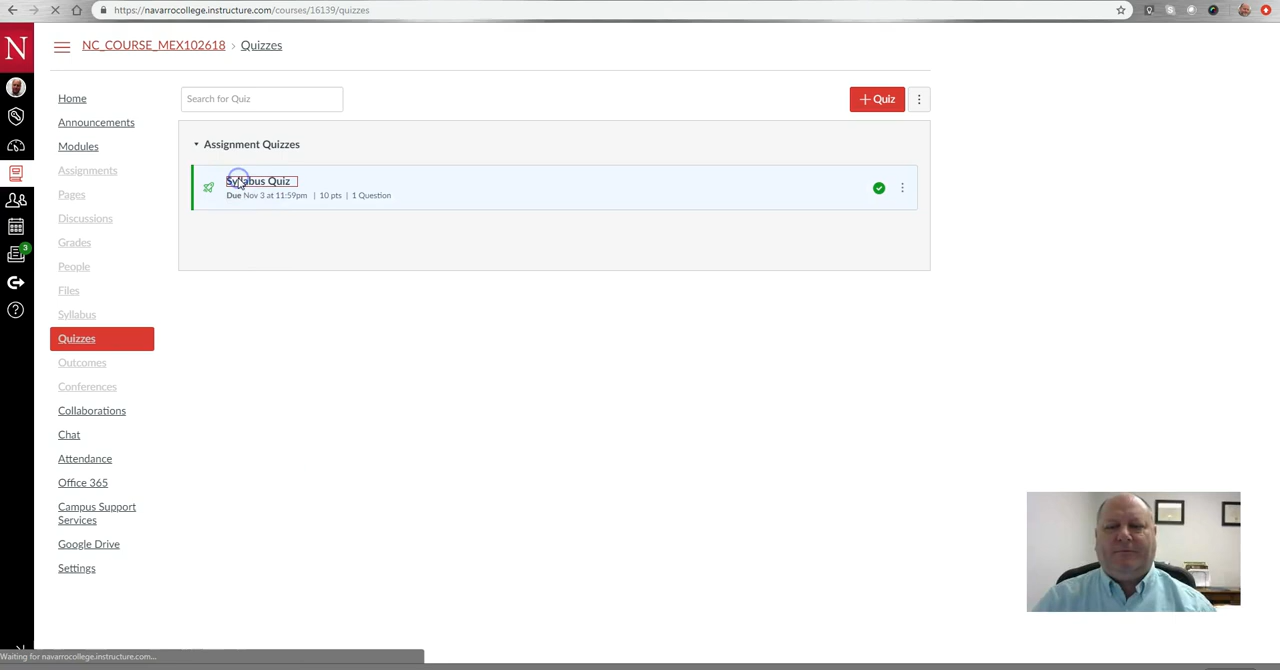 https://navarrocollege.instructure.com/courses/16139/quizzes
N
NC_COURSE_MEX102618 › Quizzes
Home
Announcements
Modules
Assignments
Pages
Discussions
Grades
People
Files
Syllabus
Quizzes
Outcomes
Conferences
Collaborations
Chat
Attendance
Office 365
Campus Support
Services
Google Drive
Settings
3
Search for Quiz
+ Quiz
Assignment Quizzes
Syllabus Quiz
Due Nov 3 at 11:59pm | 10 pts | 1 Question
Waiting for navarrocollege.instructure.com...